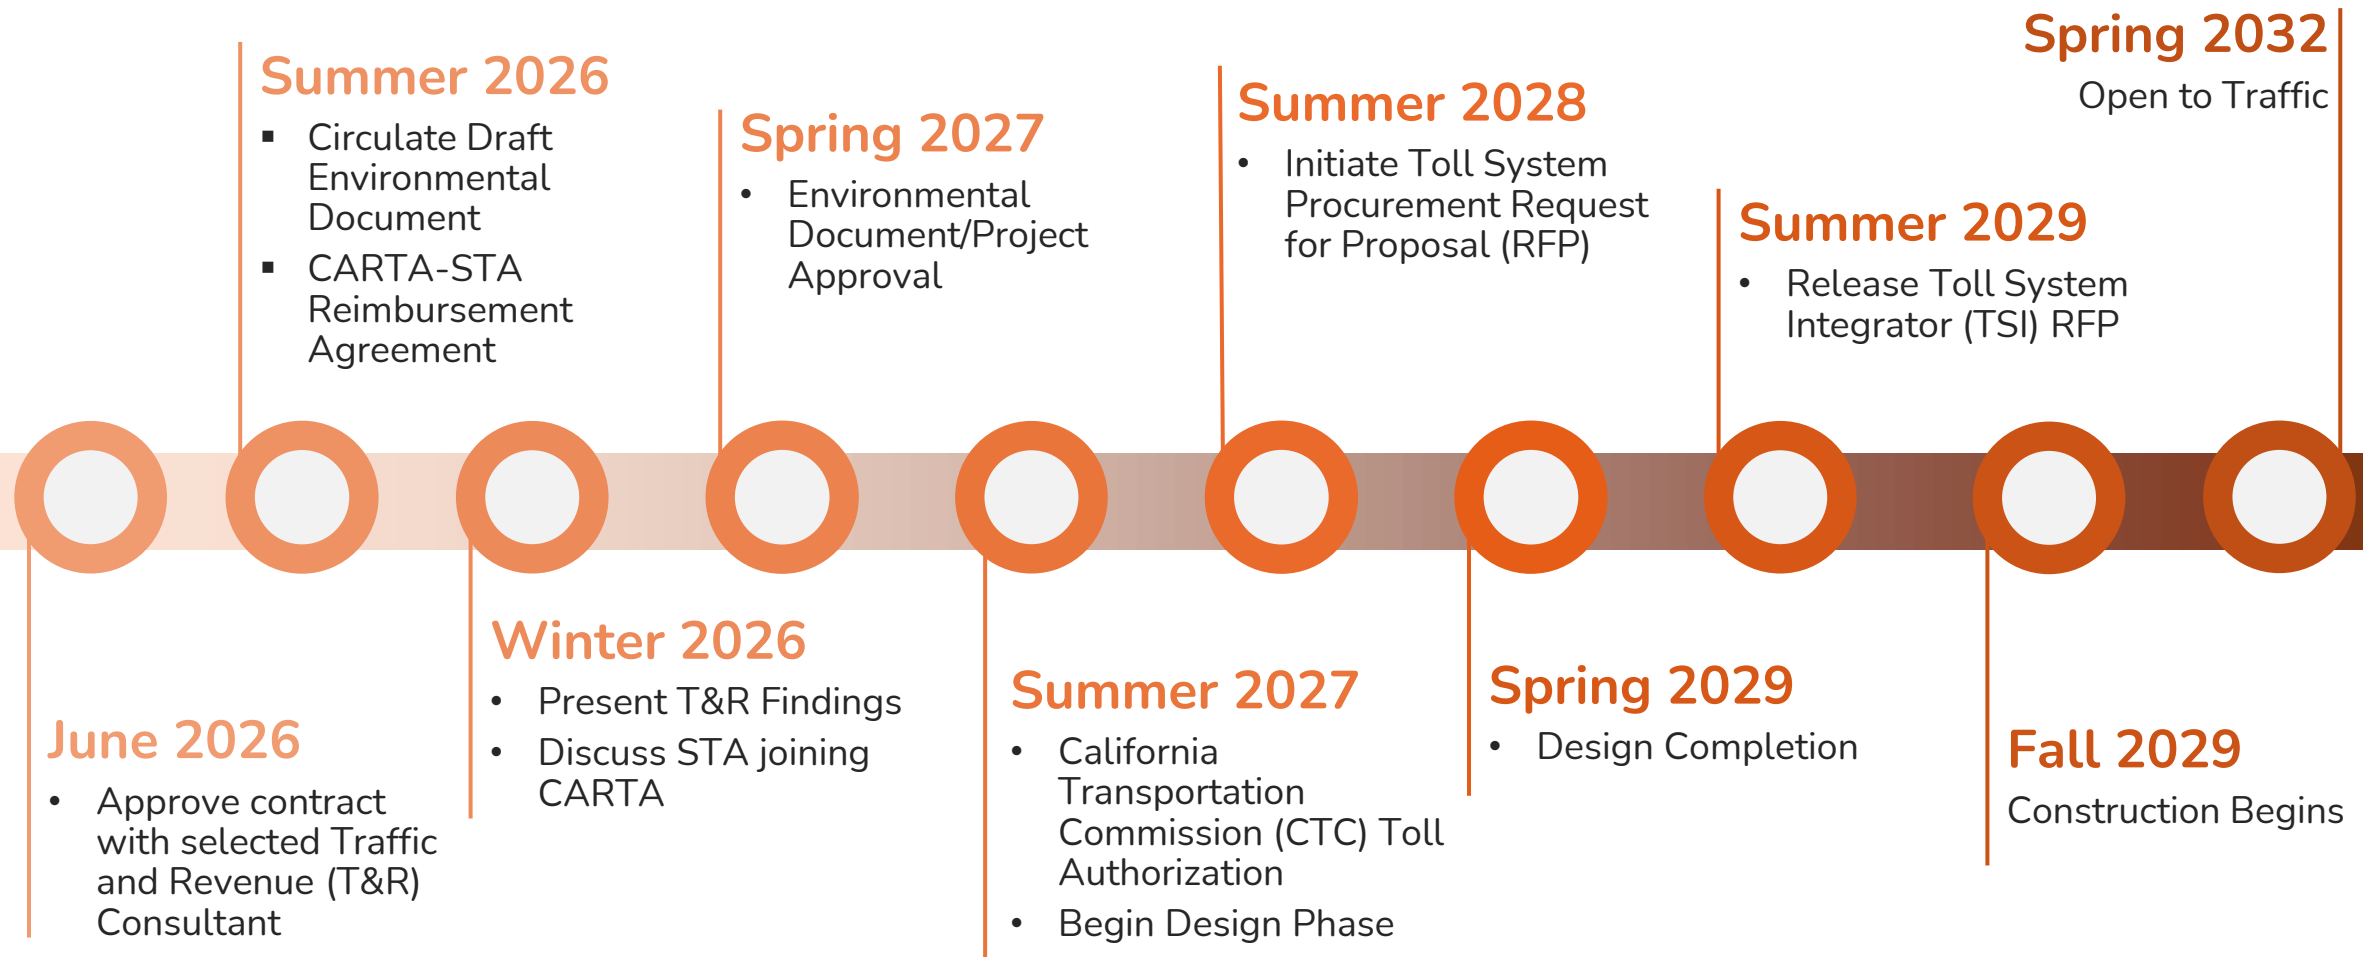 June 2026
• Approve contract
with selected Traffic
and Revenue (T&R)
Consultant
Summer 2026
▪ Circulate Draft
Environmental
Document
▪ CARTA-STA
Reimbursement
Agreement
Winter 2026
• Present T&R Findings
• Discuss STA joining
CARTA
Spring 2027
• Environmental
Document/Project
Approval
Summer 2027
• California
Transportation
Commission (CTC) Toll
Authorization
• Begin Design Phase
Summer 2028
• Initiate Toll System
Procurement Request
for Proposal (RFP)
Spring 2029
• Design Completion
Summer 2029
• Release Toll System
Integrator (TSI) RFP
Fall 2029
Construction Begins
Spring 2032
Open to Traffic